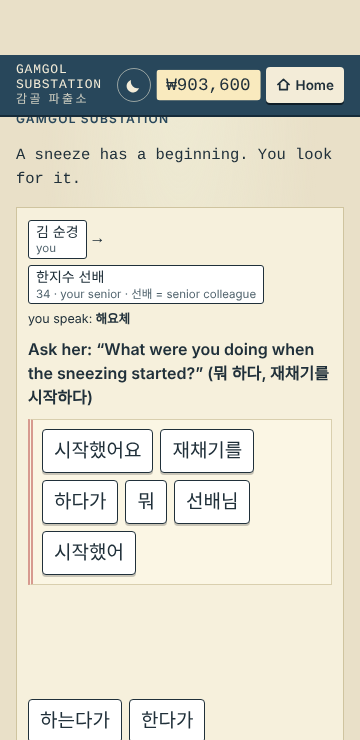 GAMGOL
SUBSTATION
감골 파출소
₩903,600
Home
GAMGOL SUBSTATION
A sneeze has a beginning. You look
for it.
김 순경
you
→
한지수 선배
34 · your senior · 선배 = senior colleague
you speak: 해요체
Ask her: “What were you doing when
the sneezing started?” (뭐 하다, 재채기를
시작하다)
시작했어요 재채기를
하다가 뭐 선배님
시작했어
하는다가 한다가